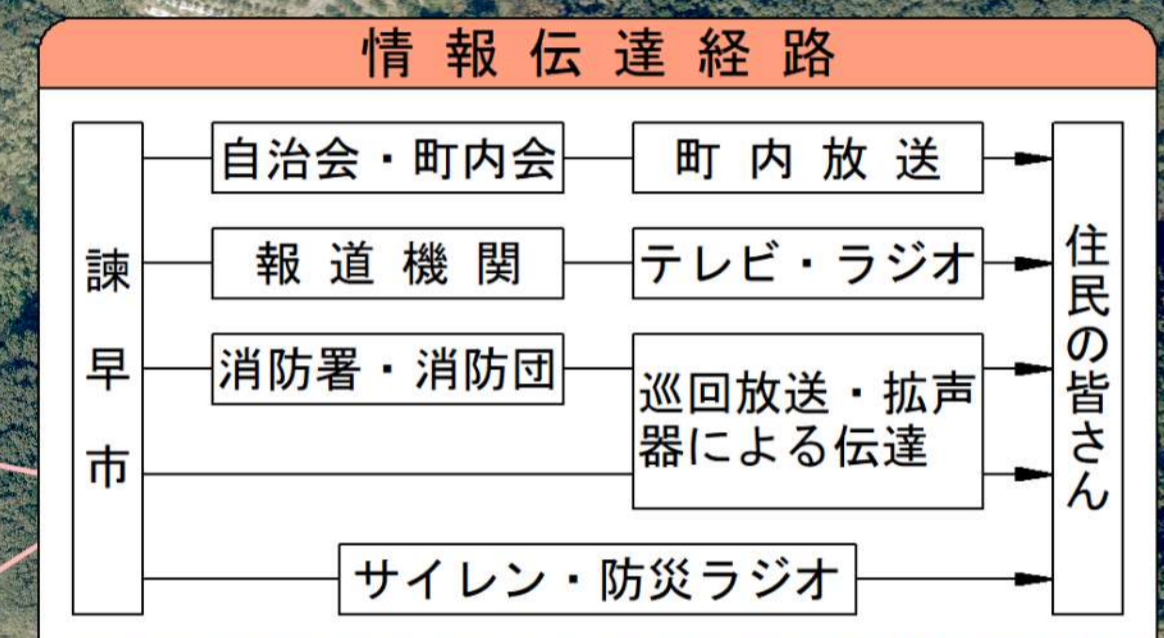 情報伝達経路
諫早市
自治会・町内会
町内放送
報道機関
テレビ・ラジオ
消防署・消防団
巡回放送・拡声
器による伝達
サイレン・防災ラジオ
住民の皆さん